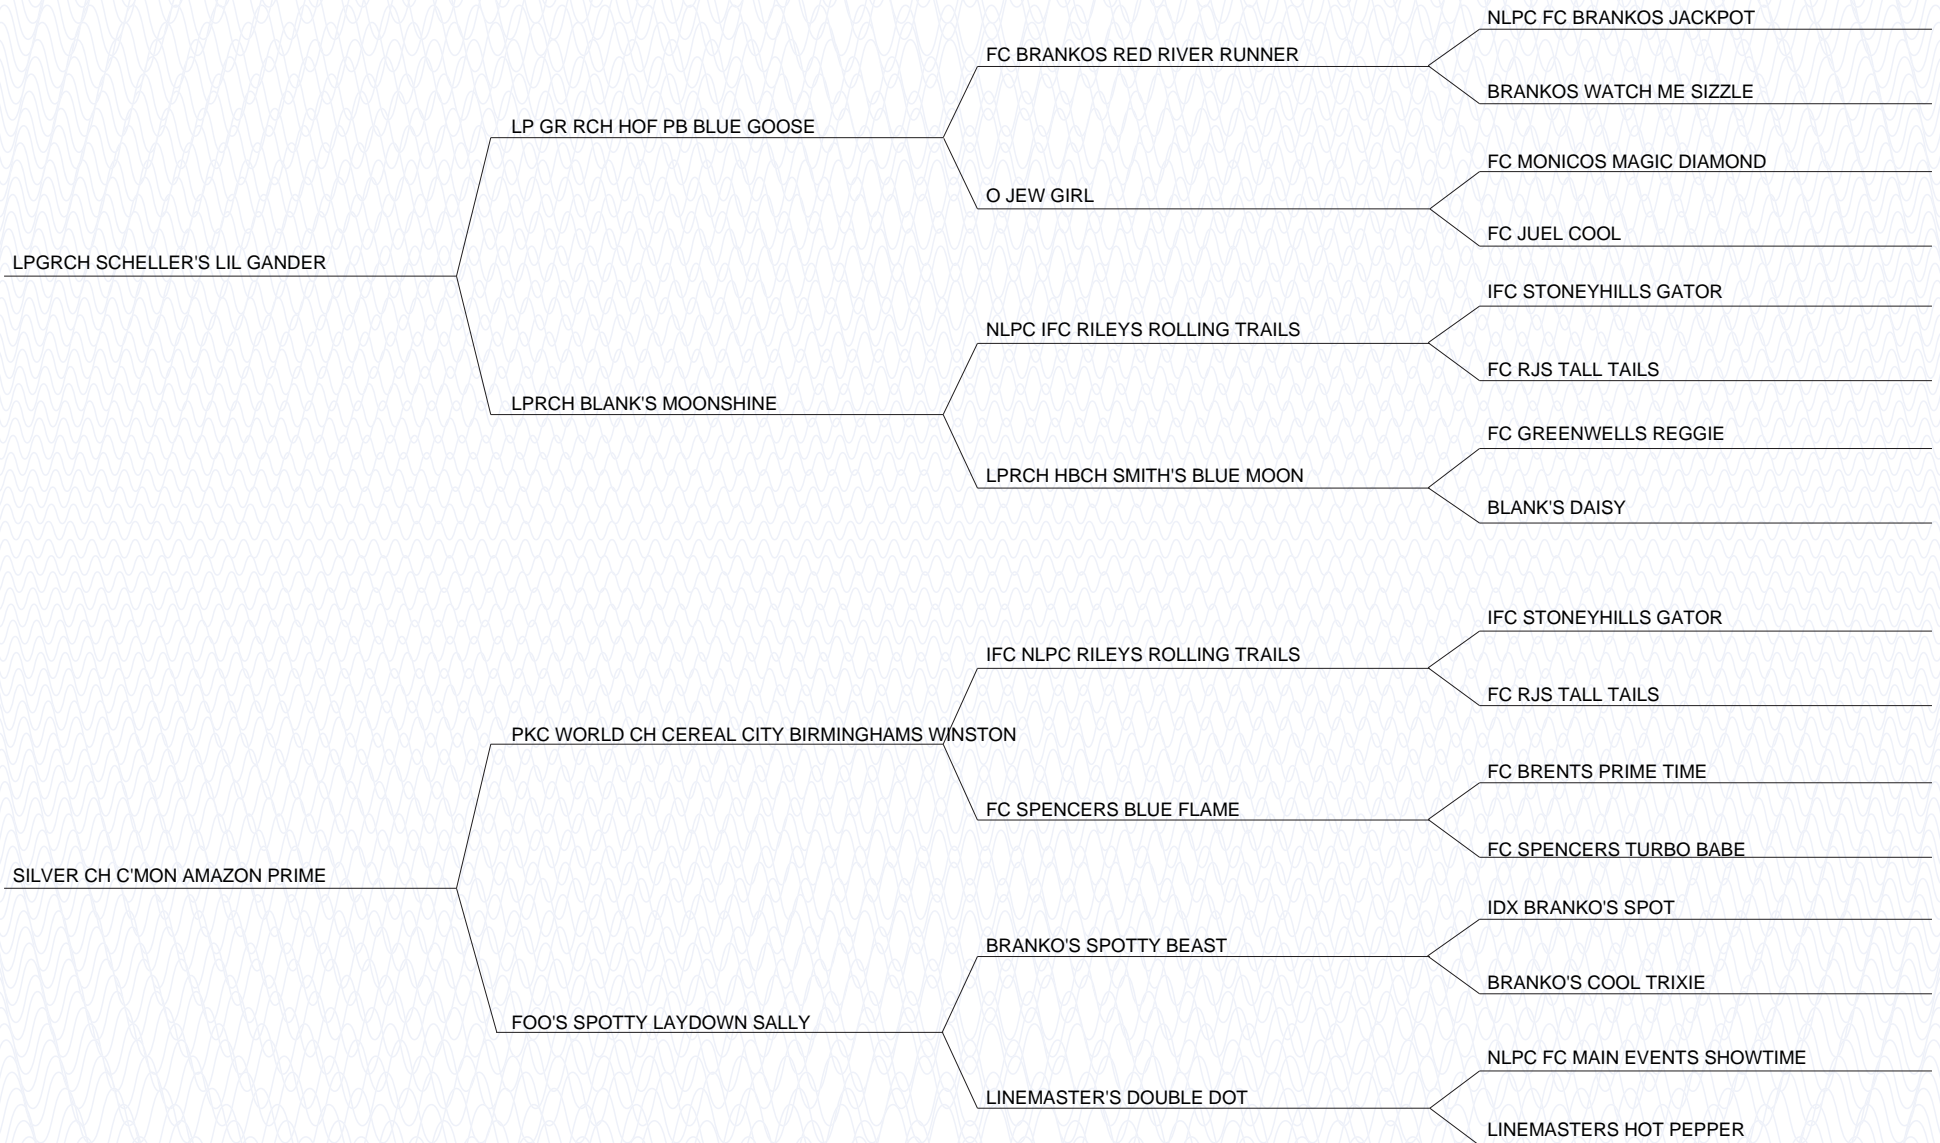 NLPC FC BRANKOS JACKPOT
FC BRANKOS RED RIVER RUNNER
BRANKOS WATCH ME SIZZLE
LP GR RCH HOF PB BLUE GOOSE
FC MONICOS MAGIC DIAMOND
O JEW GIRL
FC JUEL COOL
LPGRCH SCHELLER'S LIL GANDER
IFC STONEYHILLS GATOR
NLPC IFC RILEYS ROLLING TRAILS
FC RJS TALL TAILS
LPRCH BLANK'S MOONSHINE
FC GREENWELLS REGGIE
LPRCH HBCH SMITH'S BLUE MOON
BLANK'S DAISY
IFC STONEYHILLS GATOR
IFC NLPC RILEYS ROLLING TRAILS
FC RJS TALL TAILS
PKC WORLD CH CEREAL CITY BIRMINGHAMS WINSTON
FC BRENTS PRIME TIME
FC SPENCERS BLUE FLAME
FC SPENCERS TURBO BABE
SILVER CH C'MON AMAZON PRIME
IDX BRANKO'S SPOT
BRANKO'S SPOTTY BEAST
BRANKO'S COOL TRIXIE
FOO'S SPOTTY LAYDOWN SALLY
NLPC FC MAIN EVENTS SHOWTIME
LINEMASTER'S DOUBLE DOT
LINEMASTERS HOT PEPPER